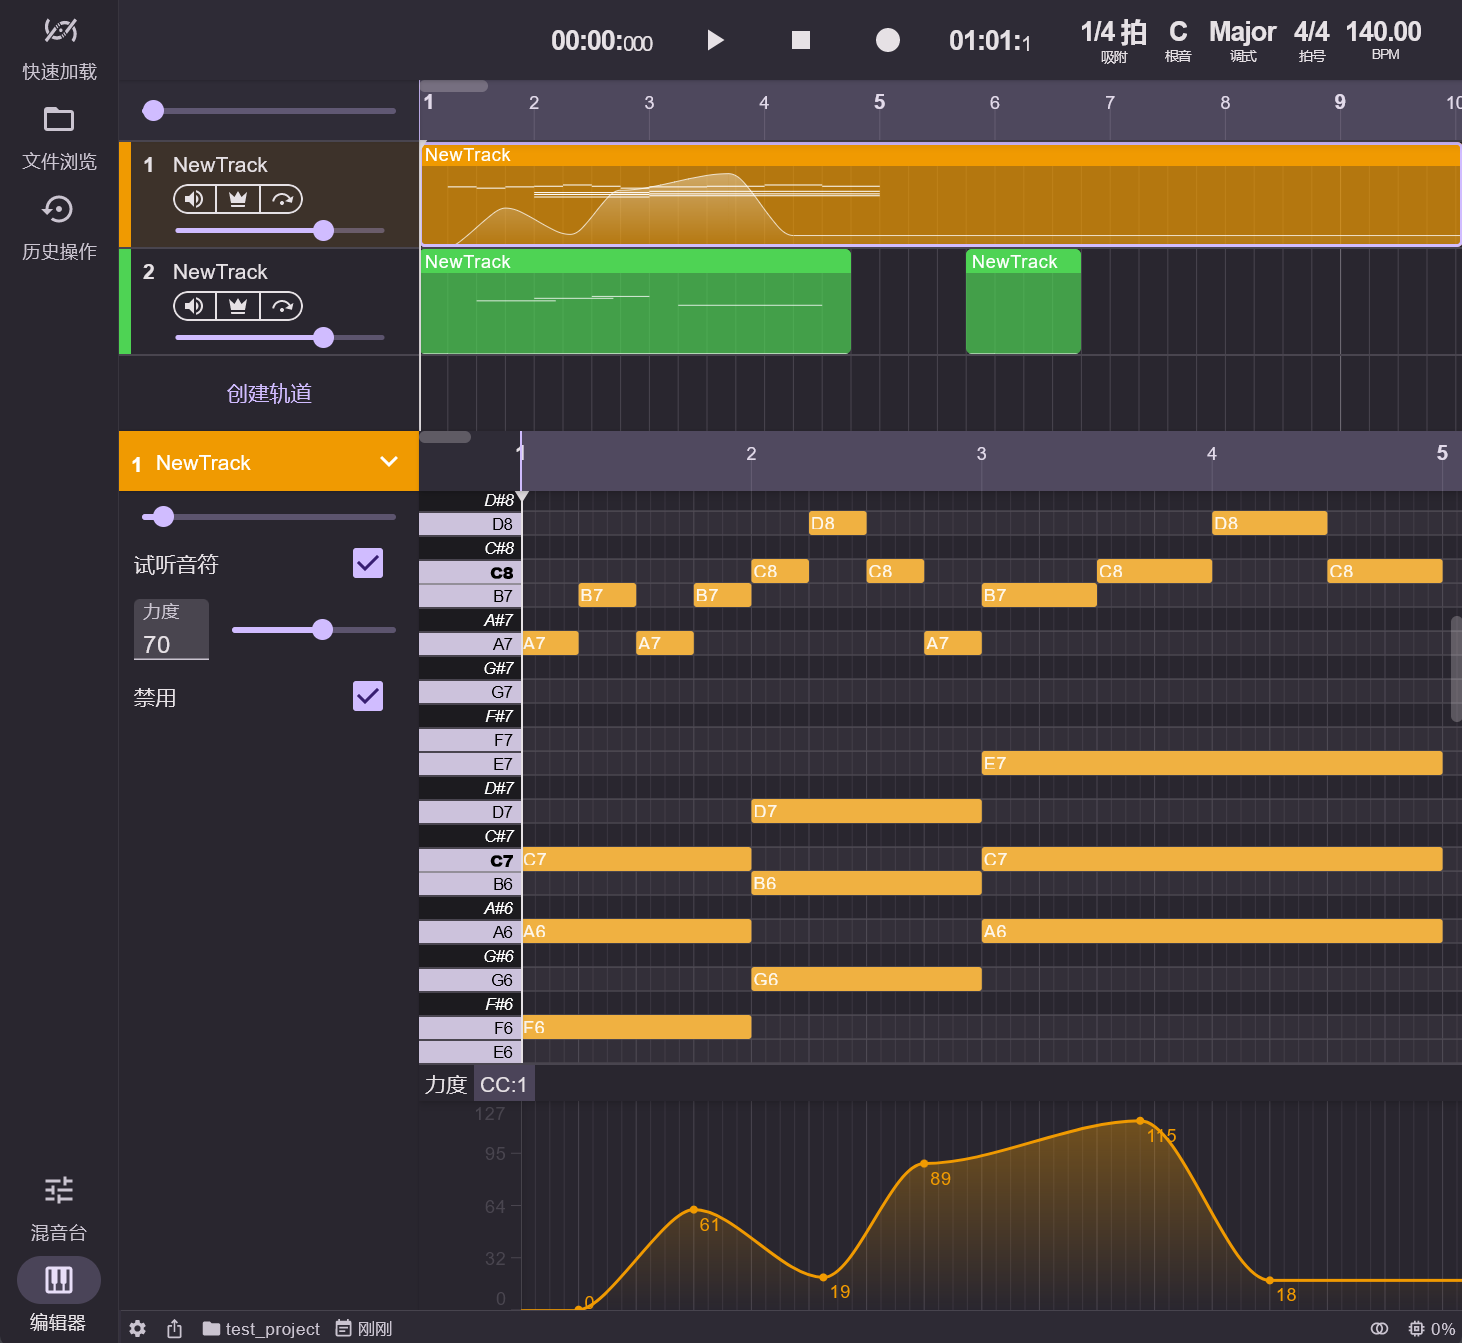 快速加载
文件浏览
历史操作
00:00:000
01:01:1
1/4 拍
吸附
C
根音
Major
调式
4/4
拍号
140.00
BPM
1 2 3 4 5 6 7 8 9 10
1 NewTrack
NewTrack
2 NewTrack
NewTrack
NewTrack
创建轨道
1 NewTrack
1 2 3 4 5
试听音符
力度
70
禁用
D#8
D8 D8 D8
C#8
C8 C8 C8 C8 C8
B7 B7 B7 B7
A#7
A7 A7 A7 A7
G#7
G7
F#7
F7
E7 E7
D#7
D7 D7
C#7
C7 C7 C7
B6 B6
A#6
A6 A6 A6
G#6
G6 G6
F#6
F6 F6
E6
力度 CC:1
127
95
64
32
0
0
61
19
89
115
18
混音台
编辑器
test_project
刚刚
0%